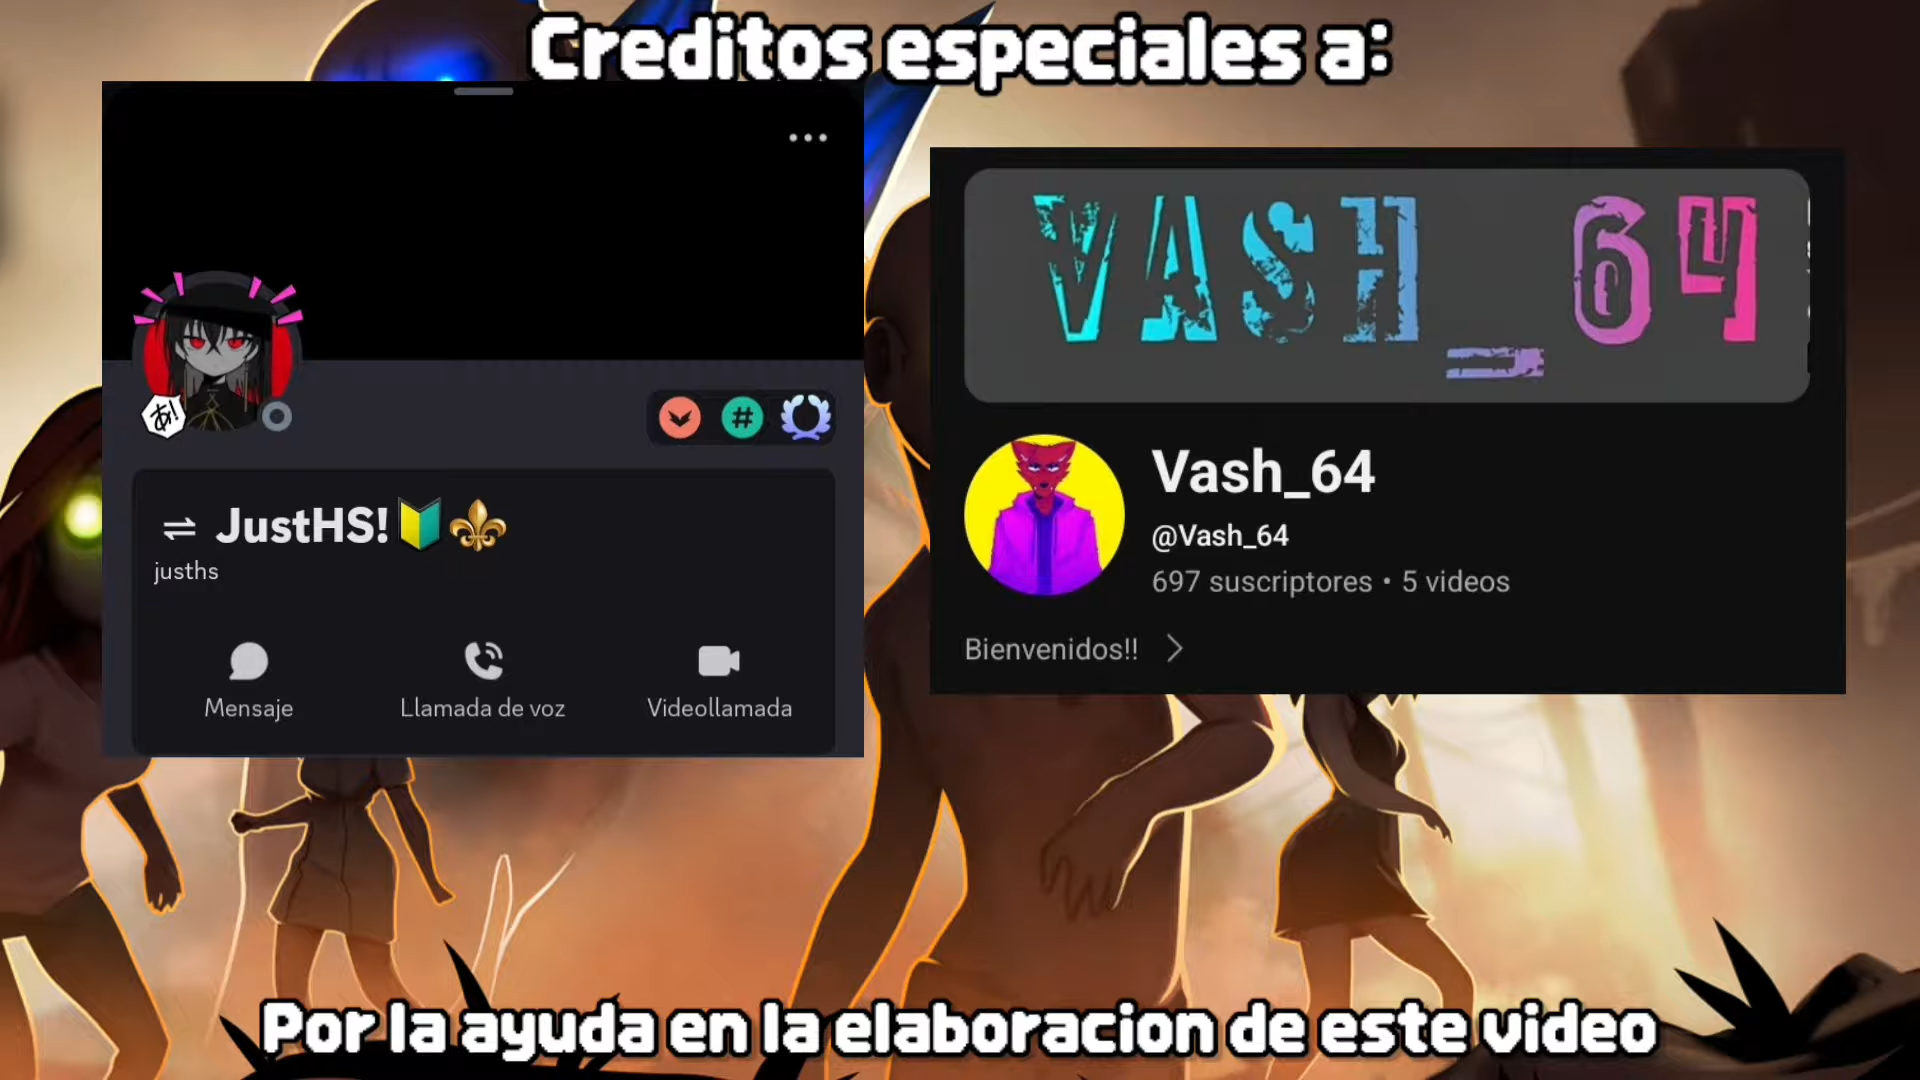 Creditos especiales a:
あ!
JustHS!
jusths
Mensaje
Llamada de voz
Videollamada
VASH_64
Vash_64
@Vash_64
697 suscriptores • 5 videos
Bienvenidos!!
Por la ayuda en la elaboracion de este video